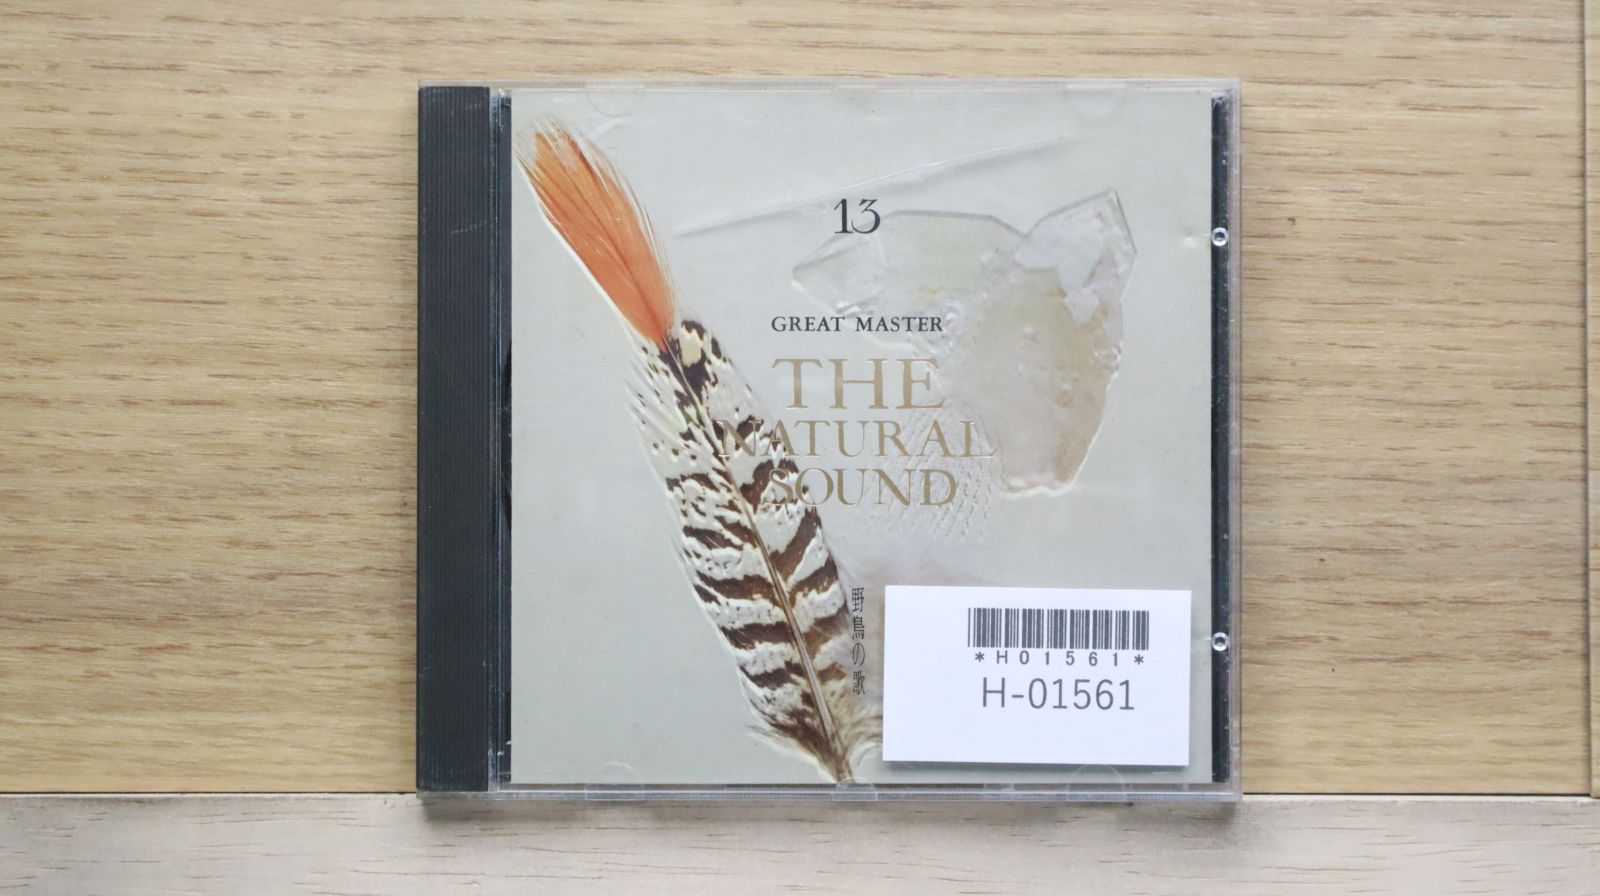 13
GREAT MASTER
THE
NATURAL
SOUND
野鳥の歌
*H01561*
H-01561